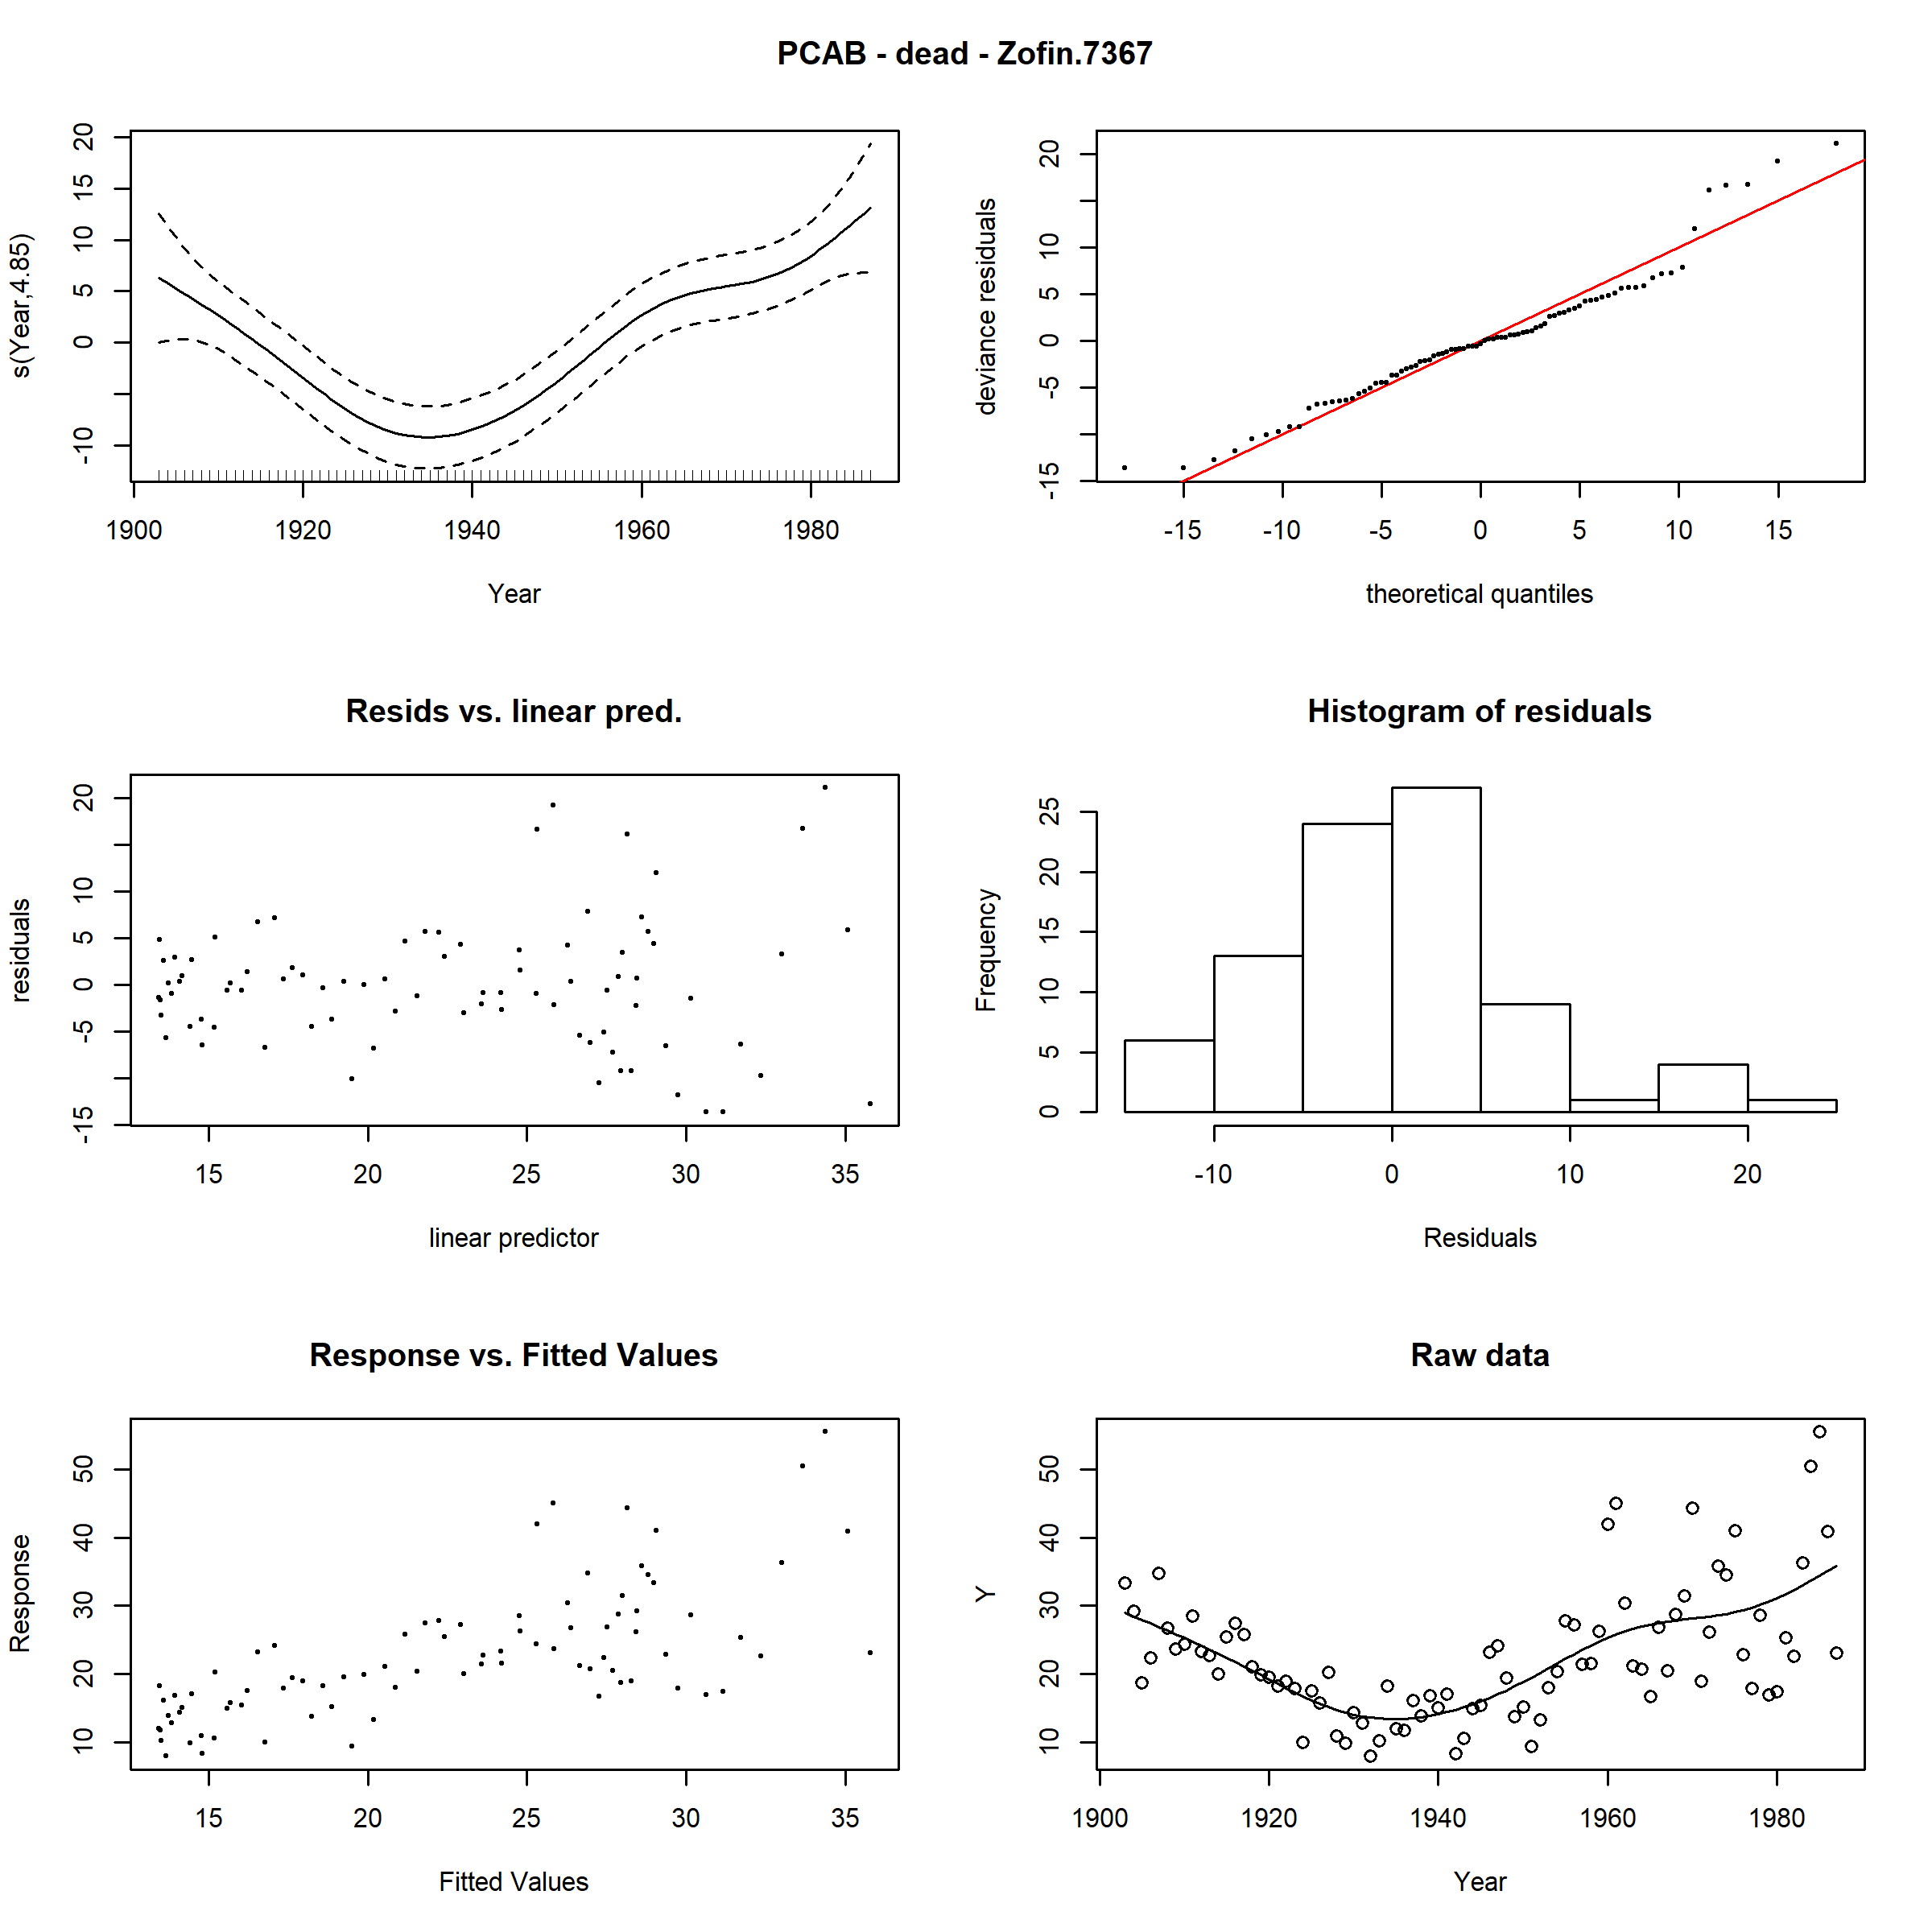 PCAB - dead - Zofin.7367
s(Year,4.85)
-10 0 5 10 15 20
1900 1920 1940 1960 1980
Year
deviance residuals
-15 -5 0 5 10 20
-15 -10 -5 0 5 10 15
theoretical quantiles
Resids vs. linear pred.
residuals
-15 -5 0 5 10 20
15 20 25 30 35
linear predictor
Histogram of residuals
Frequency
0 5 10 15 20 25
-10 0 10 20
Residuals
Response vs. Fitted Values
Response
10 20 30 40 50
15 20 25 30 35
Fitted Values
Raw data
Y
10 20 30 40 50
1900 1920 1940 1960 1980
Year